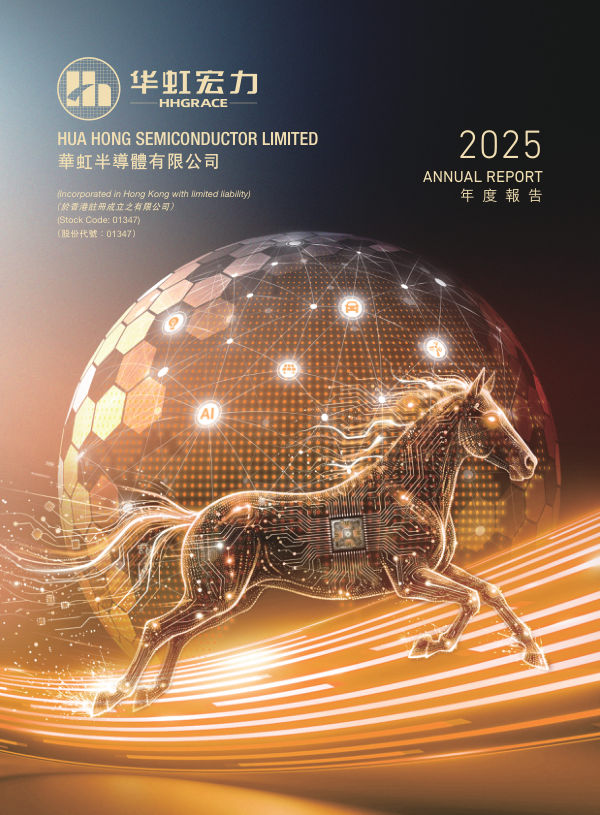 华虹宏力
HHGRACE
HUA HONG SEMICONDUCTOR LIMITED
華虹半導體有限公司
(Incorporated in Hong Kong with limited liability)
(於香港註冊成立之有限公司)
(Stock Code: 01347)
(股份代號：01347)
2025
ANNUAL REPORT
年度報告
AI